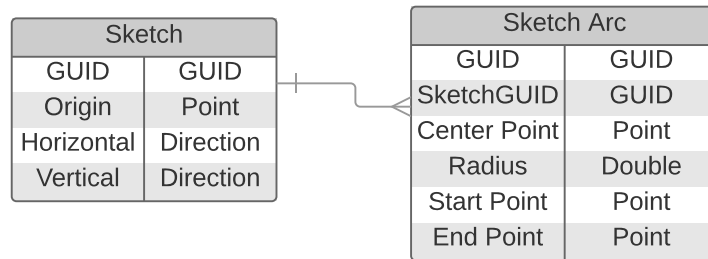 Sketch
GUID GUID
Origin Point
Horizontal Direction
Vertical Direction
Sketch Arc
GUID GUID
SketchGUID GUID
Center Point Point
Radius Double
Start Point Point
End Point Point